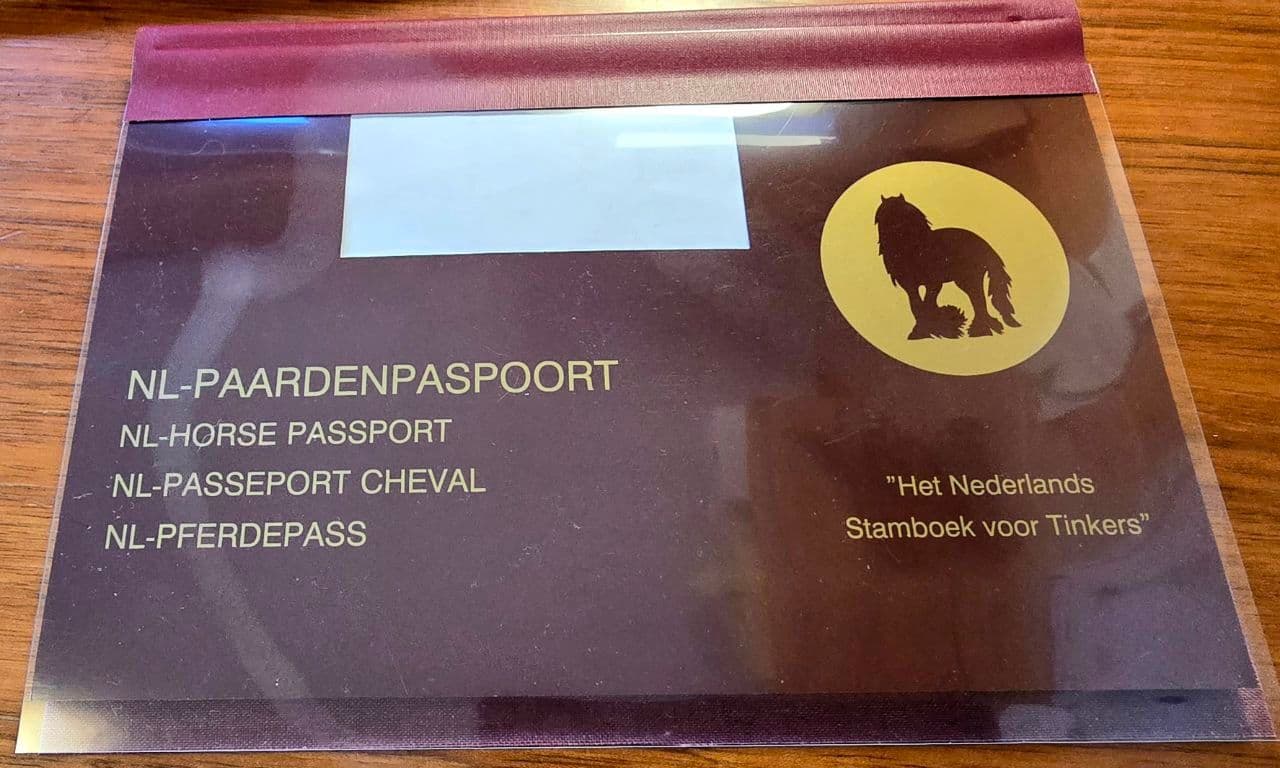 NL-PAARDENPASPOORT
NL-HORSE PASSPORT
NL-PASSEPORT CHEVAL
NL-PFERDEPASS
”Het Nederlands
Stamboek voor Tinkers”